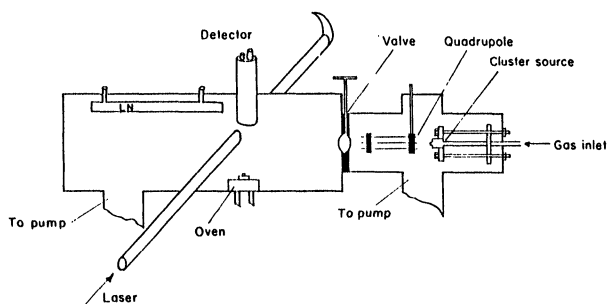 Detector
Valve
Quadrupole
Cluster source
LN
Gas inlet
To pump
Oven
To pump
Laser